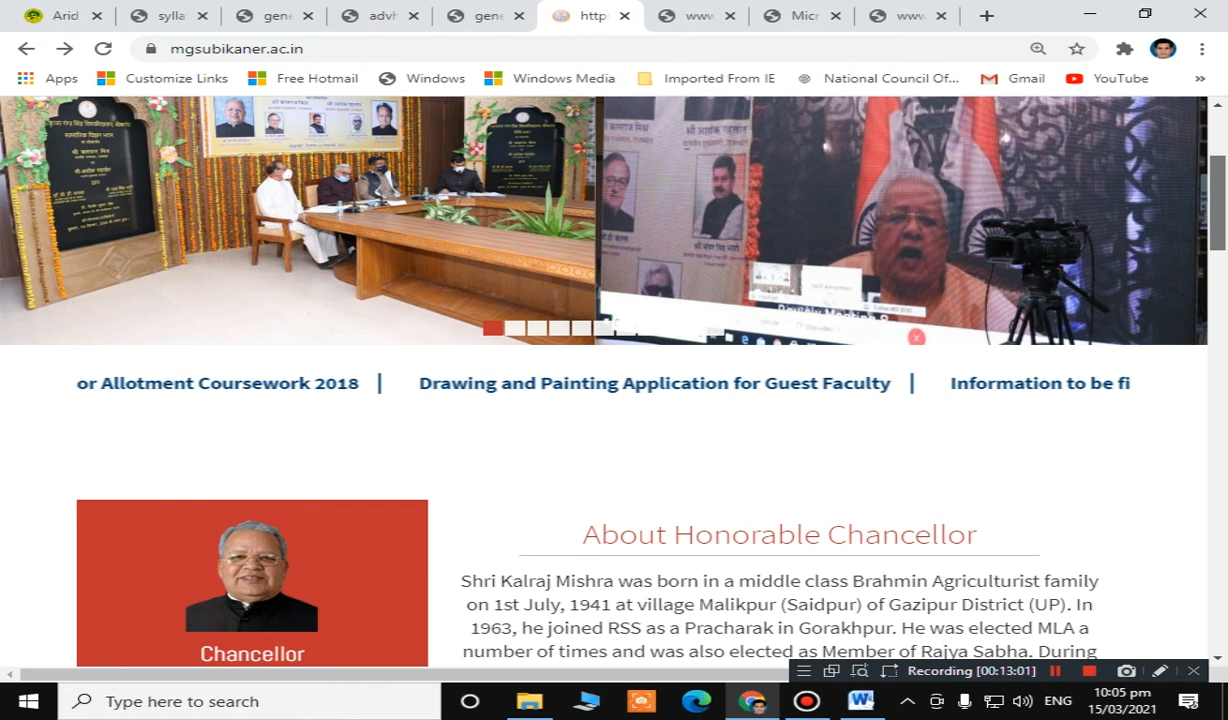 Arid
sylla
gene
advh
gene
http
www
Micr
www
mgsubikaner.ac.in
Apps
Customize Links
Free Hotmail
Windows
Windows Media
Imported From IE
National Council Of...
Gmail
YouTube
»
or Allotment Coursework 2018 | Drawing and Painting Application for Guest Faculty | Information to be fi
About Honorable Chancellor
Shri Kalraj Mishra was born in a middle class Brahmin Agriculturist family
on 1st July, 1941 at village Malikpur (Saidpur) of Gazipur District (UP). In
1963, he joined RSS as a Pracharak in Gorakhpur. He was elected MLA a
number of times and was also elected as Member of Rajya Sabha. During
Chancellor
Recording [00:13:01]
Type here to search
ENG
10:05 pm
15/03/2021